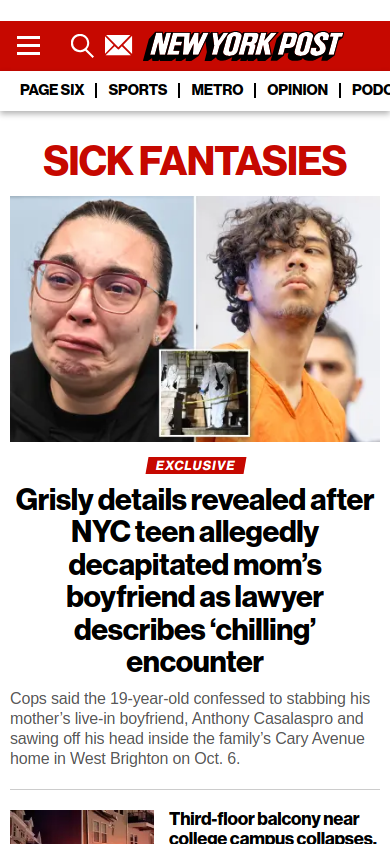 NEW YORK POST
PAGE SIX | SPORTS | METRO | OPINION | PODC
SICK FANTASIES
EXCLUSIVE
Grisly details revealed after
NYC teen allegedly
decapitated mom’s
boyfriend as lawyer
describes ‘chilling’
encounter
Cops said the 19-year-old confessed to stabbing his
mother’s live-in boyfriend, Anthony Casalaspro and
sawing off his head inside the family’s Cary Avenue
home in West Brighton on Oct. 6.
Third-floor balcony near
college campus collapses,